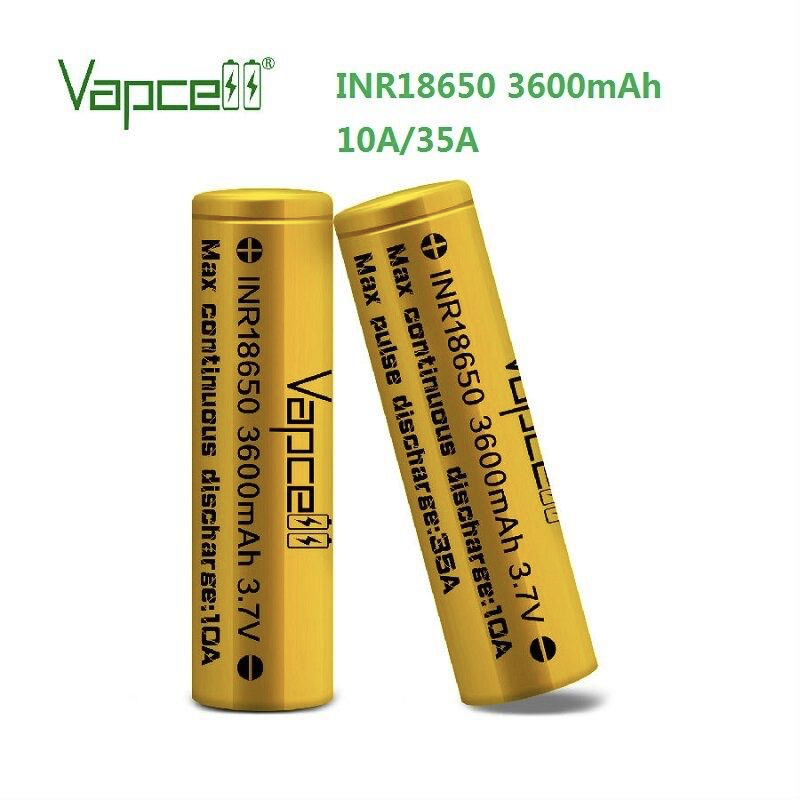 Vapcell®
INR18650 3600mAh
10A/35A
INR18650 3600mAh 3.7V
Max continuous discharge:10A
Vapcell
INR18650 3600mAh 3.7V
Max continuous discharge:10A
Max pulse discharge:35A
Vapcell